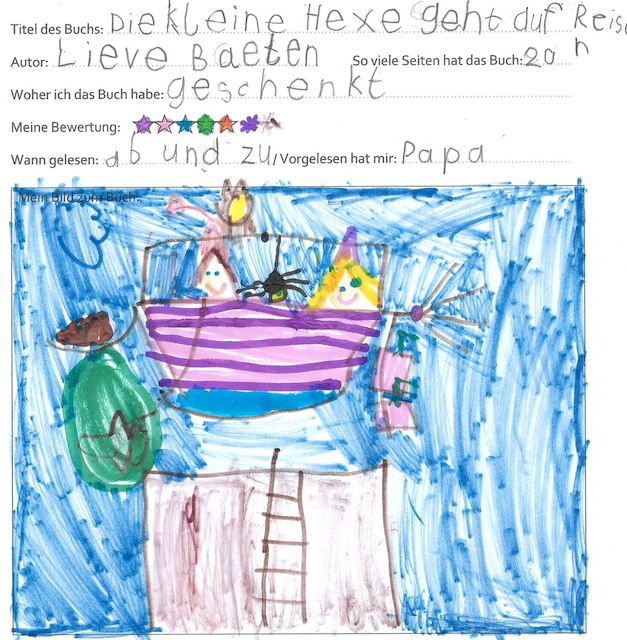 Titel des Buchs: Die kleine Hexe geht auf Reise
n
Autor: Lieve Baeten So viele Seiten hat das Buch: 20
Woher ich das Buch habe: geschenkt
Meine Bewertung:
Wann gelesen: ab und zu / Vorgelesen hat mir: Papa
Mein Bild zum Buch: